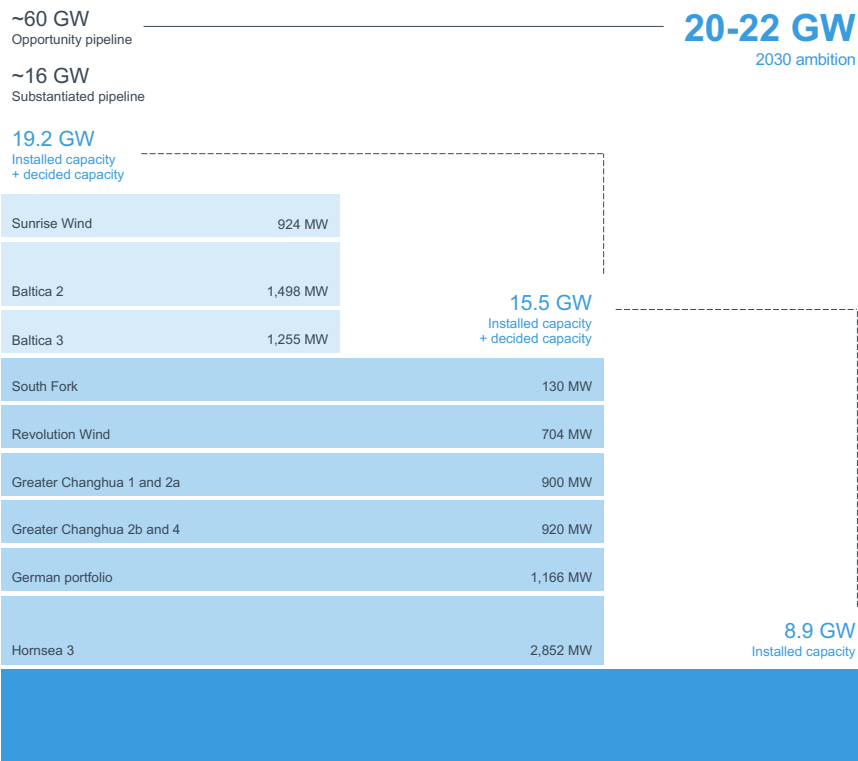 ~60 GW
Opportunity pipeline
20-22 GW
2030 ambition
~16 GW
Substantiated pipeline
19.2 GW
Installed capacity
+ decided capacity
Sunrise Wind 924 MW
Baltica 2 1,498 MW
15.5 GW
Installed capacity
+ decided capacity
Baltica 3 1,255 MW
South Fork 130 MW
Revolution Wind 704 MW
Greater Changhua 1 and 2a 900 MW
Greater Changhua 2b and 4 920 MW
German portfolio 1,166 MW
Hornsea 3 2,852 MW
8.9 GW
Installed capacity